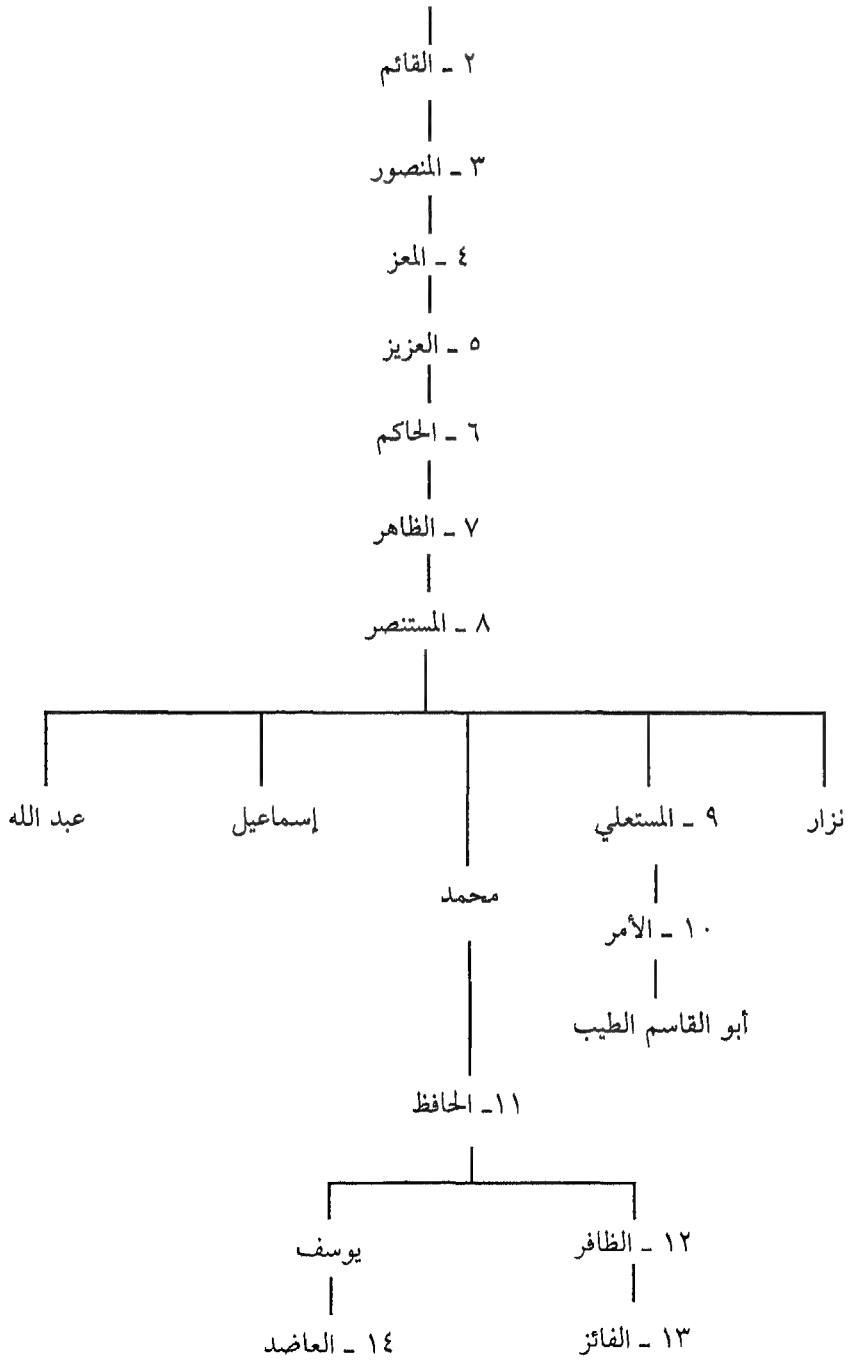 ٢ ـ القائم
٣ ـ المنصور
٤ ـ المعز
٥ ـ العزيز
٦ ـ الحاكم
٧ ـ الظاهر
٨ ـ المستنصر
نزار
٩ ـ المستعلي
إسماعيل
عبد الله
محمد
١٠ ـ الأمر
أبو القاسم الطيب
١١ـ الحافظ
١٢ ـ الظافر
يوسف
١٣ ـ الفائز
١٤ ـ العاضد